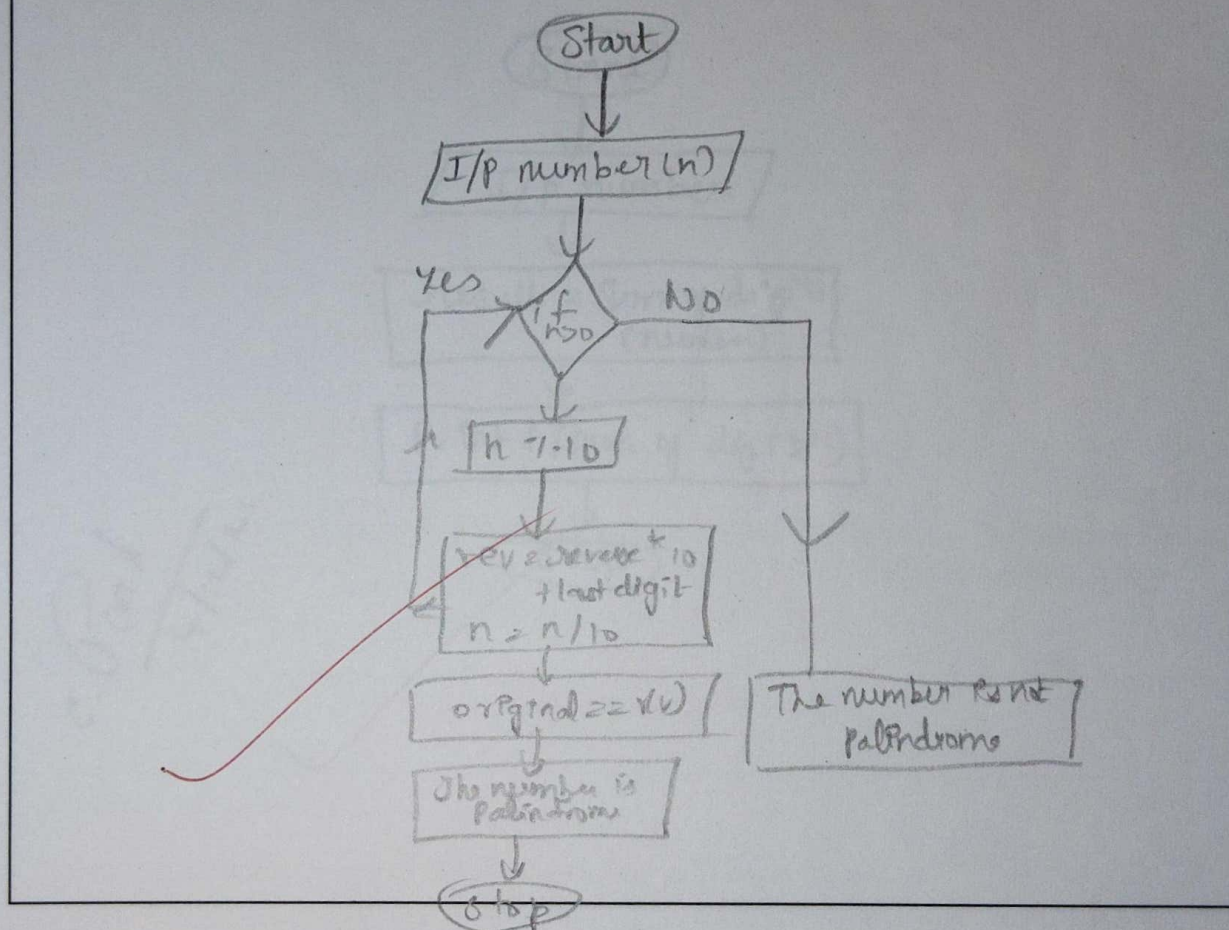 Start
I/P number (n)
Yes
if
n>0
No
n % 10
rev = reverse * 10
+ last digit
n = n/10
original ==
The number is
Palindrome
The number is not
Palindrome
Stop